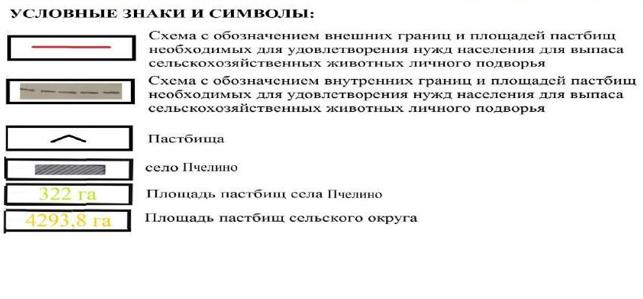 УСЛОВНЫЕ ЗНАКИ И СИМВОЛЫ:
Схема с обозначением внешних границ и площадей пастбищ
необходимых для удовлетворения нужд населения для выпаса
сельскохозяйственных животных личного подворья
Схема с обозначением внутренних границ и площадей пастбищ
необходимых для удовлетворения нужд населения для выпаса
сельскохозяйственных животных личного подворья
Пастбища
село Пчелино
322 га Площадь пастбищ села Пчелино
4293,8 га Площадь пастбищ сельского округа